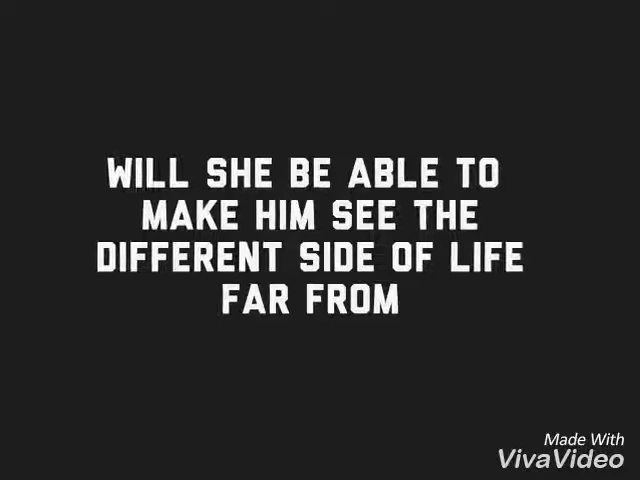 WILL SHE BE ABLE TO
MAKE HIM SEE THE
DIFFERENT SIDE OF LIFE
FAR FROM
Made With
VivaVideo